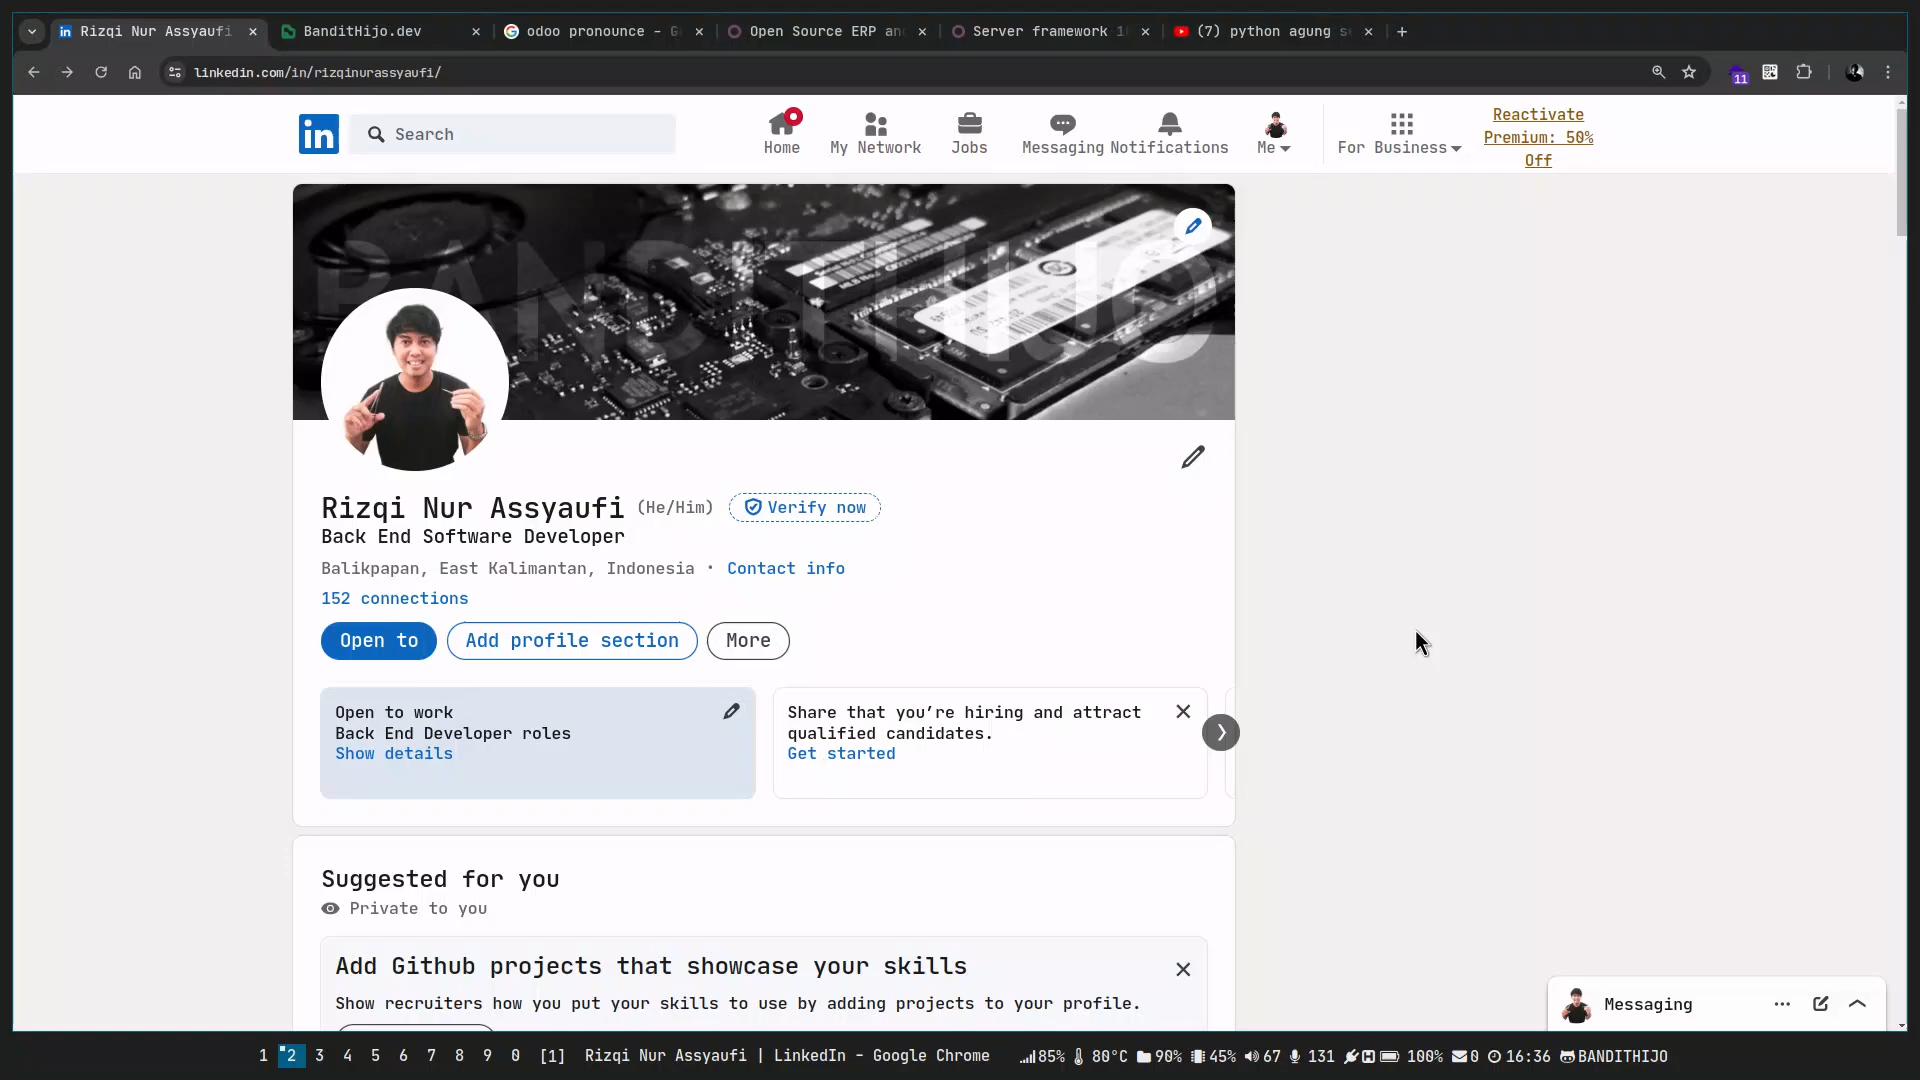 Rizqi Nur Assyaufi
BanditHijo.dev
odoo pronounce - G
Open Source ERP an
Server framework 1
(7) python agung s
linkedin.com/in/rizqinurassyaufi/
11
in
Search
Home
My Network
Jobs
Messaging
Notifications
Me
For Business
Reactivate
Premium: 50%
Off
BANDITHIJO
Rizqi Nur Assyaufi (He/Him) Verify now
Back End Software Developer
Balikpapan, East Kalimantan, Indonesia · Contact info
152 connections
Open to
Add profile section
More
Open to work
Back End Developer roles
Show details
Share that you’re hiring and attract
qualified candidates.
Get started
Suggested for you
Private to you
Add Github projects that showcase your skills
Show recruiters how you put your skills to use by adding projects to your profile.
Messaging
1 2 3 4 5 6 7 8 9 0 [1] Rizqi Nur Assyaufi | LinkedIn - Google Chrome 85% 80°C 90% 45% 67 131 H 100% 0 16:36 BANDITHIJO